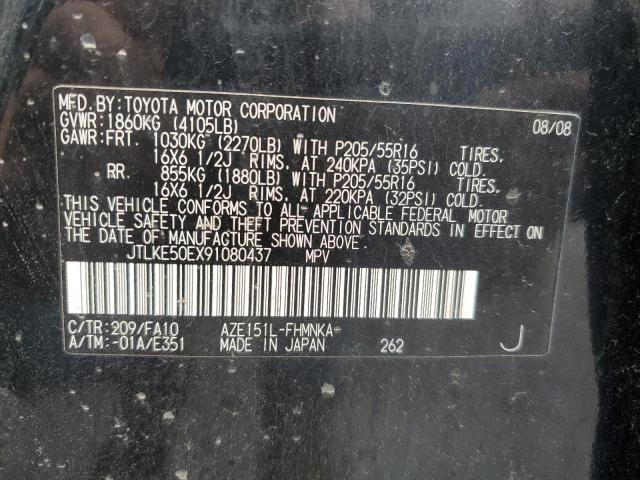 MFD. BY: TOYOTA MOTOR CORPORATION 08/08
GVWR: 1860KG (4105LB)
GAWR: FRT. 1030KG (2270LB) WITH P205/55R16 TIRES,
16X6 1/2J RIMS, AT 240KPA (35PSI) COLD.
RR. 855KG (1880LB) WITH P205/55R16 TIRES,
16X6 1/2J RIMS, AT 220KPA (32PSI) COLD.
THIS VEHICLE CONFORMS TO ALL APPLICABLE FEDERAL MOTOR
VEHICLE SAFETY AND THEFT PREVENTION STANDARDS IN EFFECT ON
THE DATE OF MANUFACTURE SHOWN ABOVE.
JTLKE50EX91080437 MPV
C/TR: 209/FA10 AZE151L-FHMNKA
A/TM: -01A/E351 MADE IN JAPAN 262 J